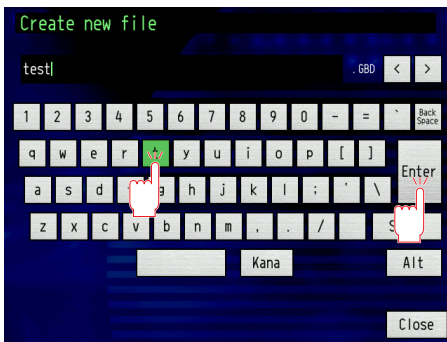 Create new file
test .GBD < >
1 2 3 4 5 6 7 8 9 0 - = ` Back Space
q w e r t y u i o p [ ] Enter
a s d g h j k l ; ' \
z x c v b n m , . / S
Kana Alt
Close